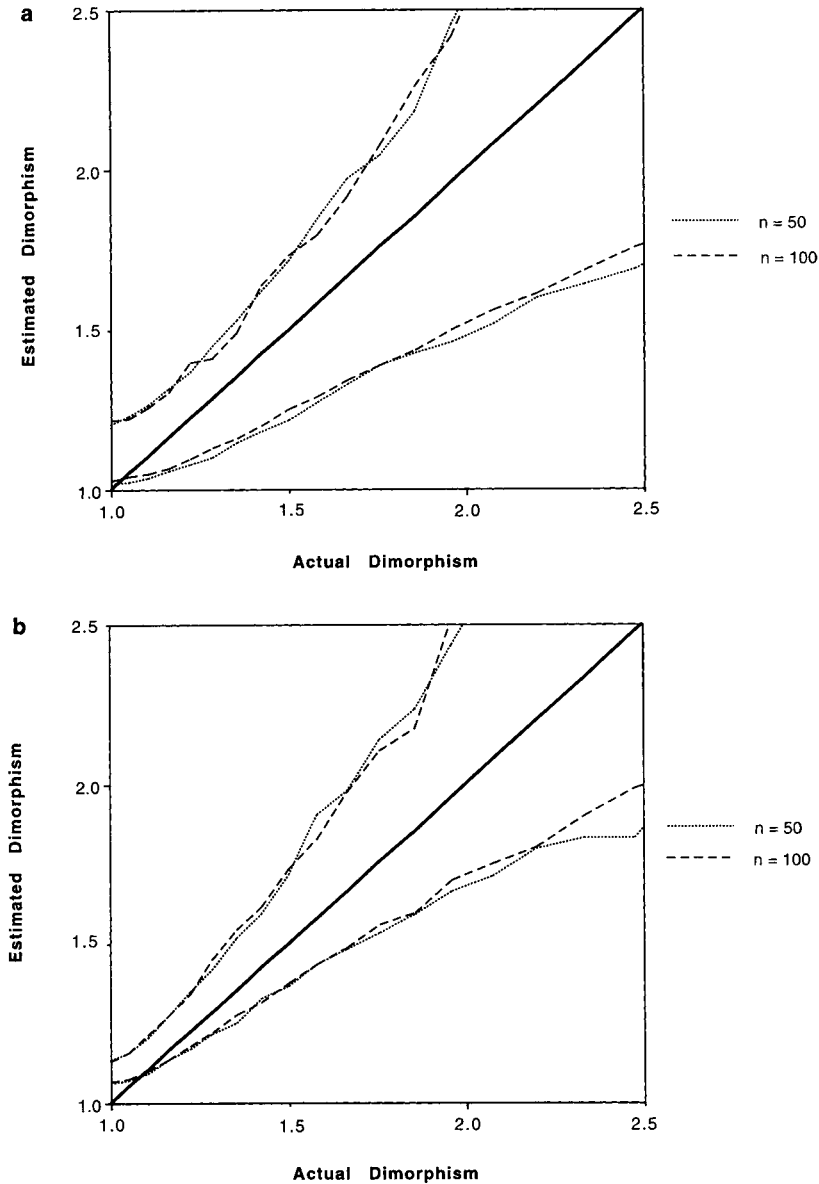 a
2.5
2.0
1.5
1.0
Estimated Dimorphism
1.0 1.5 2.0 2.5
Actual Dimorphism
n = 50
n = 100
b
2.5
2.0
1.5
1.0
Estimated Dimorphism
1.0 1.5 2.0 2.5
Actual Dimorphism
n = 50
n = 100